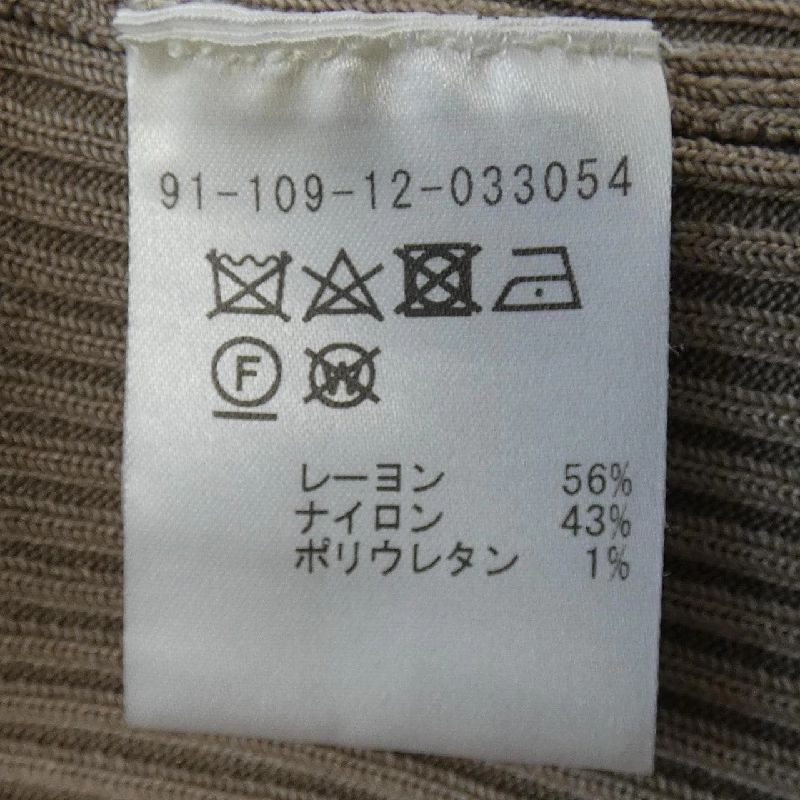 91-109-12-033054
F W
レーヨン 56%
ナイロン 43%
ポリウレタン 1%